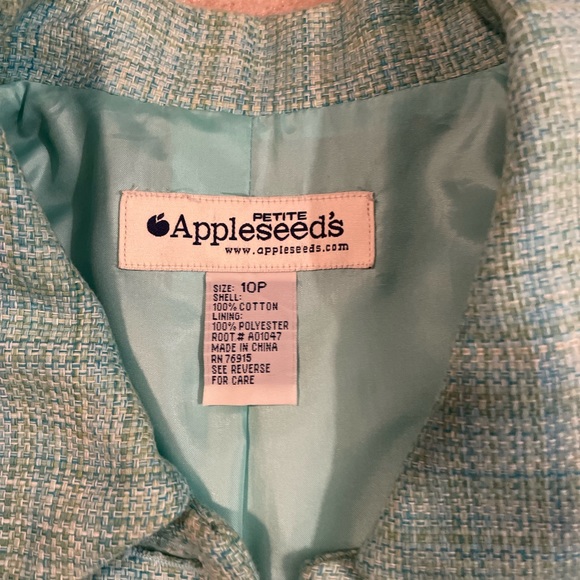 PETITE
Appleseed's
www.appleseeds.com
SIZE: 10P
SHELL:
100% COTTON
LINING:
100% POLYESTER
ROOT# A01047
MADE IN CHINA
RN 76915
SEE REVERSE
FOR CARE